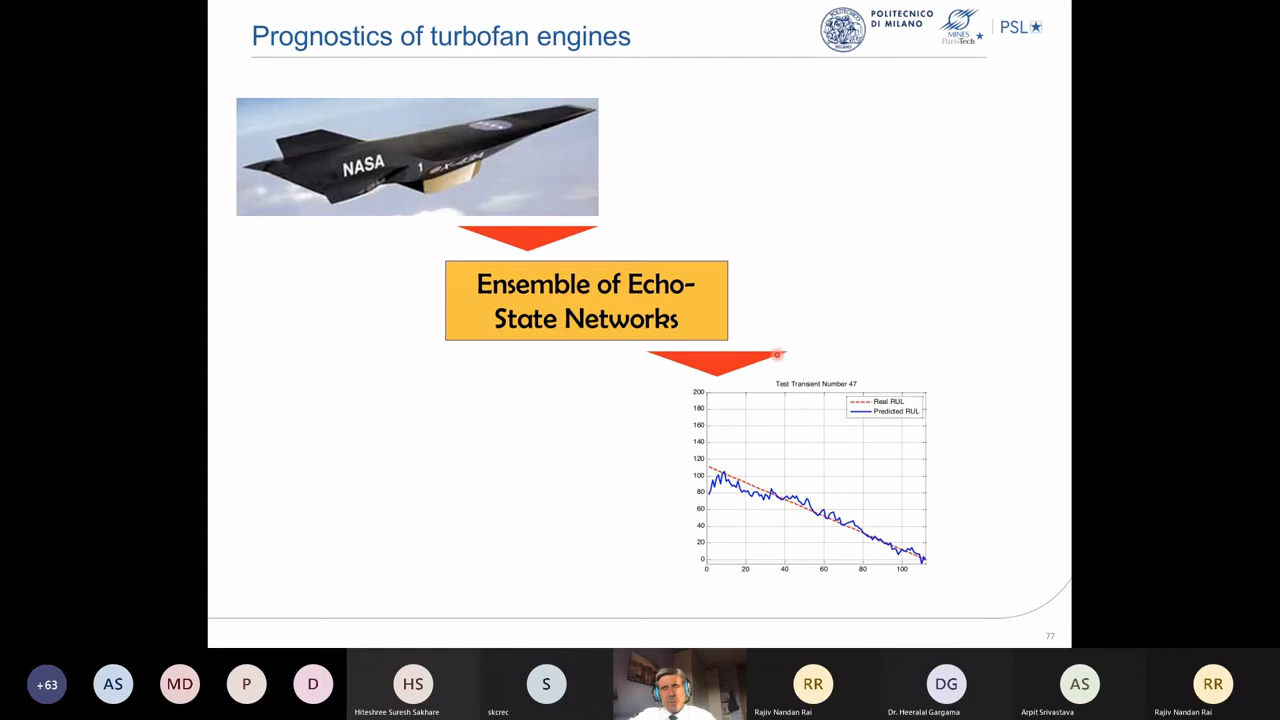 Prognostics of turbofan engines
POLITECNICO
DI MILANO
MINES
ParisTech
PSL
NASA
1
Ensemble of Echo-
State Networks
Test Transient Number 47
Real RUL
Predicted RUL
200
180
160
140
120
100
80
60
40
20
0
0 20 40 60 80 100
77
+63
AS
MD
P
D
HS
Hiteshree Suresh Sakhare
S
skcrec
RR
Rajiv Nandan Rai
DG
Dr. Heeralal Gargama
AS
Arpit Srivastava
RR
Rajiv Nandan Rai